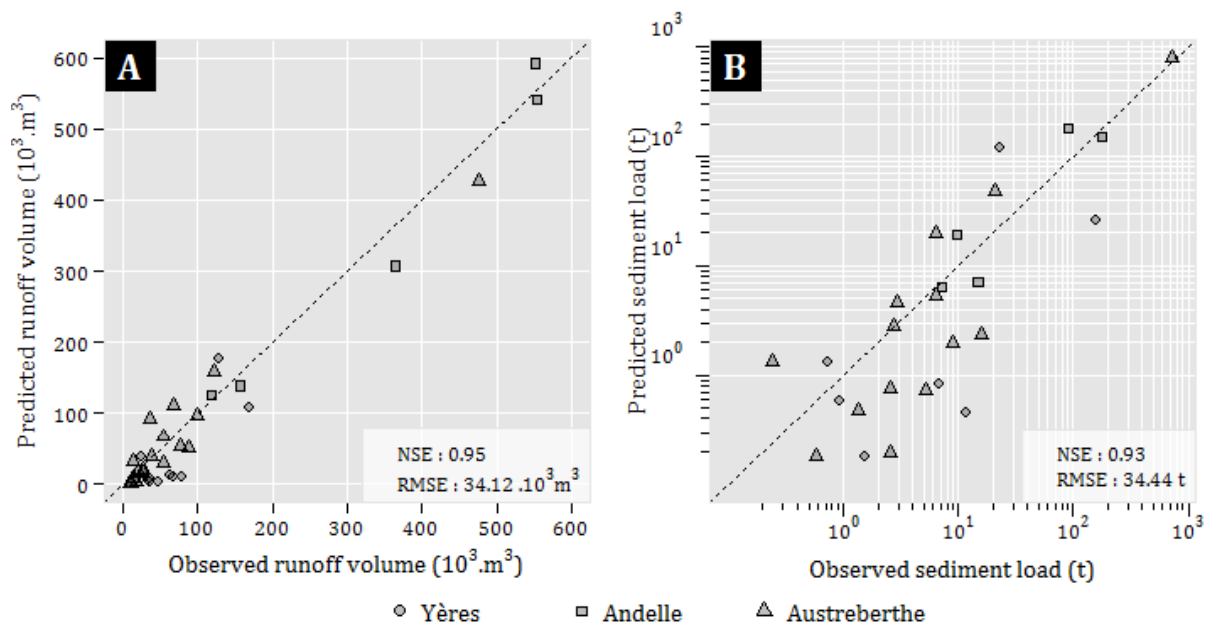 A
Predicted runoff volume (10³.m³)
600
500
400
300
200
100
0
0 100 200 300 400 500 600
Observed runoff volume (10³.m³)
NSE : 0.95
RMSE : 34.12 .10³m³
B
Predicted sediment load (t)
10³
10²
10¹
10⁰
10⁰ 10¹ 10² 10³
Observed sediment load (t)
NSE : 0.93
RMSE : 34.44 t
Yères Andelle Austreberthe